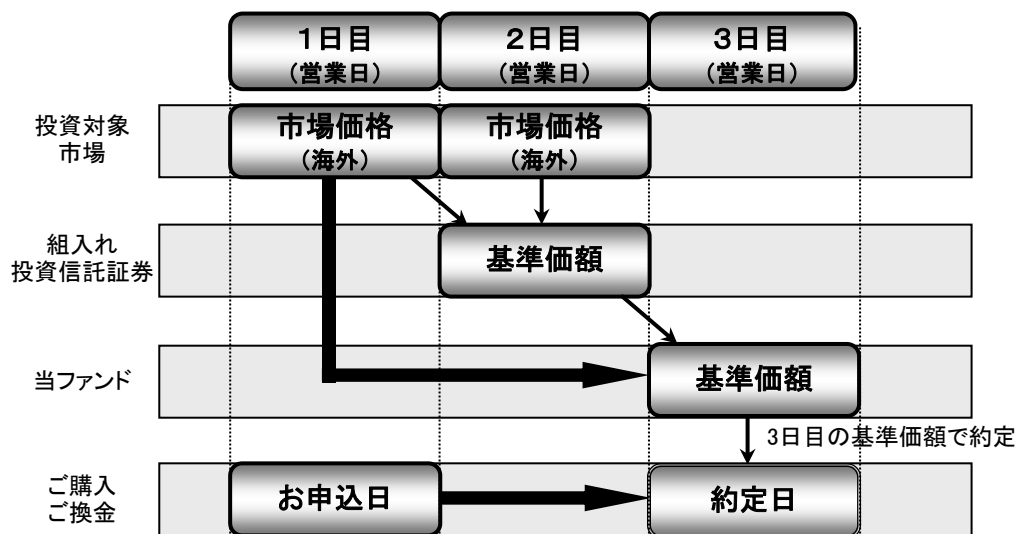 １日目
（営業日）
２日目
（営業日）
３日目
（営業日）
投資対象
市場
市場価格
（海外）
市場価格
（海外）
組入れ
投資信託証券
基準価額
当ファンド
基準価額
3日目の基準価額で約定
ご購入
ご換金
お申込日
約定日